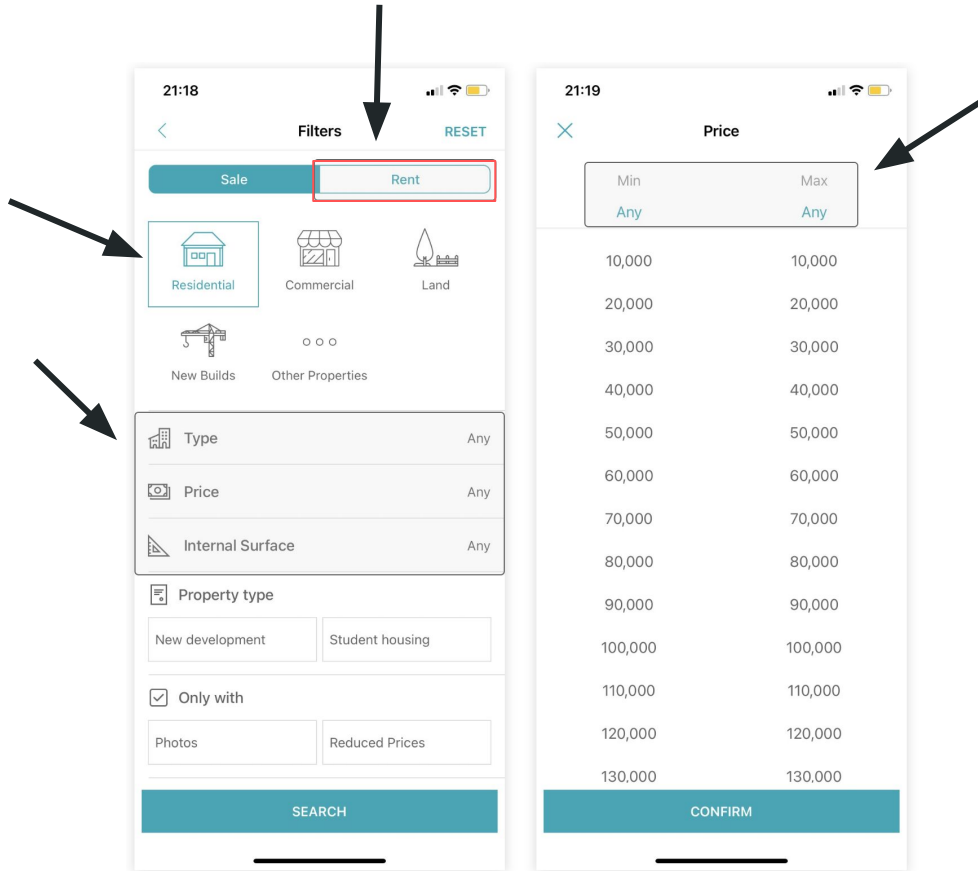 21:18
Filters
RESET
Sale
Rent
Residential
Commercial
Land
New Builds
Other Properties
Type
Any
Price
Any
Internal Surface
Any
Property type
New development
Student housing
Only with
Photos
Reduced Prices
SEARCH
21:19
Price
Min
Max
Any
Any
10,000
10,000
20,000
20,000
30,000
30,000
40,000
40,000
50,000
50,000
60,000
60,000
70,000
70,000
80,000
80,000
90,000
90,000
100,000
100,000
110,000
110,000
120,000
120,000
130,000
130,000
CONFIRM